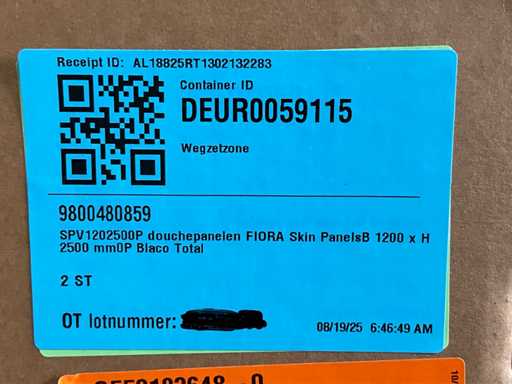 Receipt ID: AL18825RT1302132283
Container ID
DEUR0059115
Wegzetzone
9800480859
SPV1202500P douchepanelen FIORA Skin PanelsB 1200 x H
2500 mm0P Blaco Total
2 ST
OT lotnummer:
08/19/25 6:46:49 AM